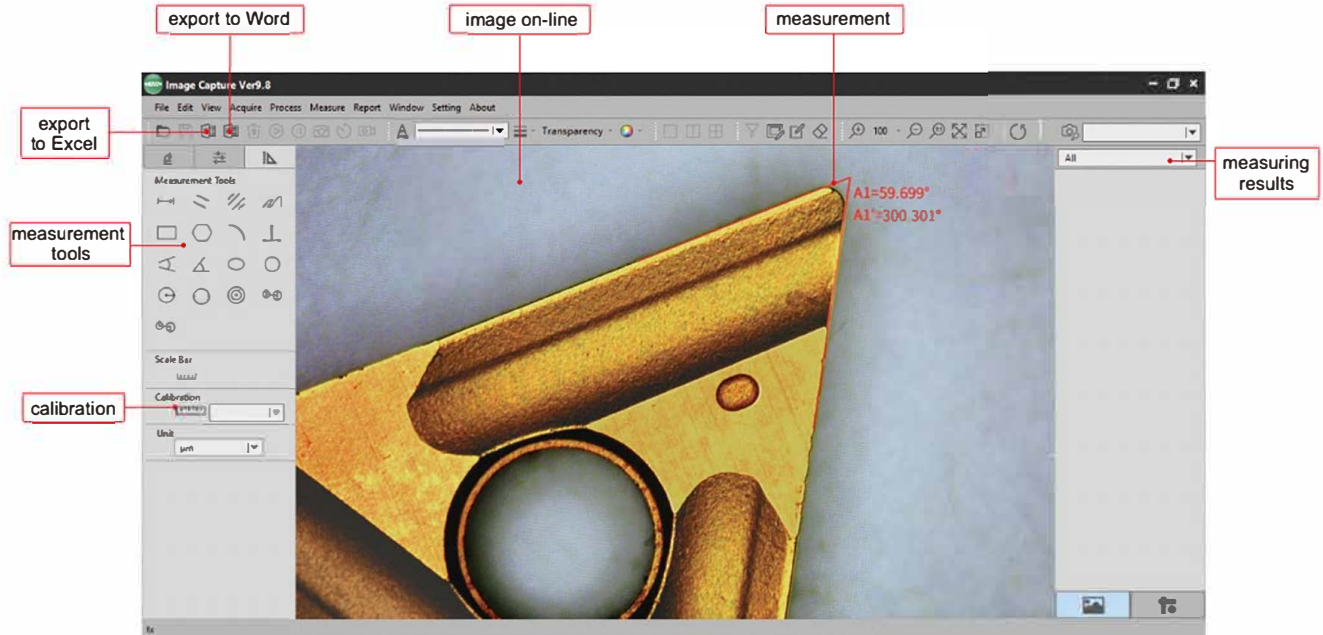 export to Word
image on-line
measurement
Image Capture Ver9.8
File Edit View Acquire Process Measure Report Window Setting About
export
to Excel
Transparency
100
All
measuring
results
Measurement Tools
A1=59.699°
A1'=300.301°
measurement
tools
Scale Bar
Calibration
calibration
Unit
μm
fx